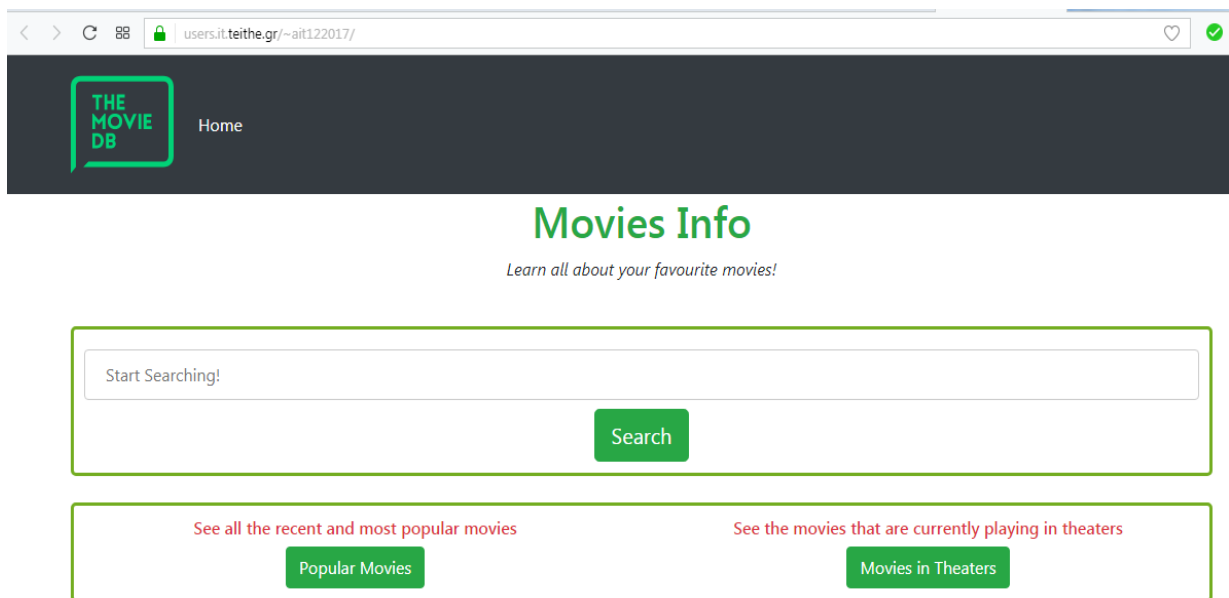 users.it.teithe.gr/~ait122017/
THE
MOVIE
DB
Home
Movies Info
Learn all about your favourite movies!
Start Searching!
Search
See all the recent and most popular movies
See the movies that are currently playing in theaters
Popular Movies
Movies in Theaters